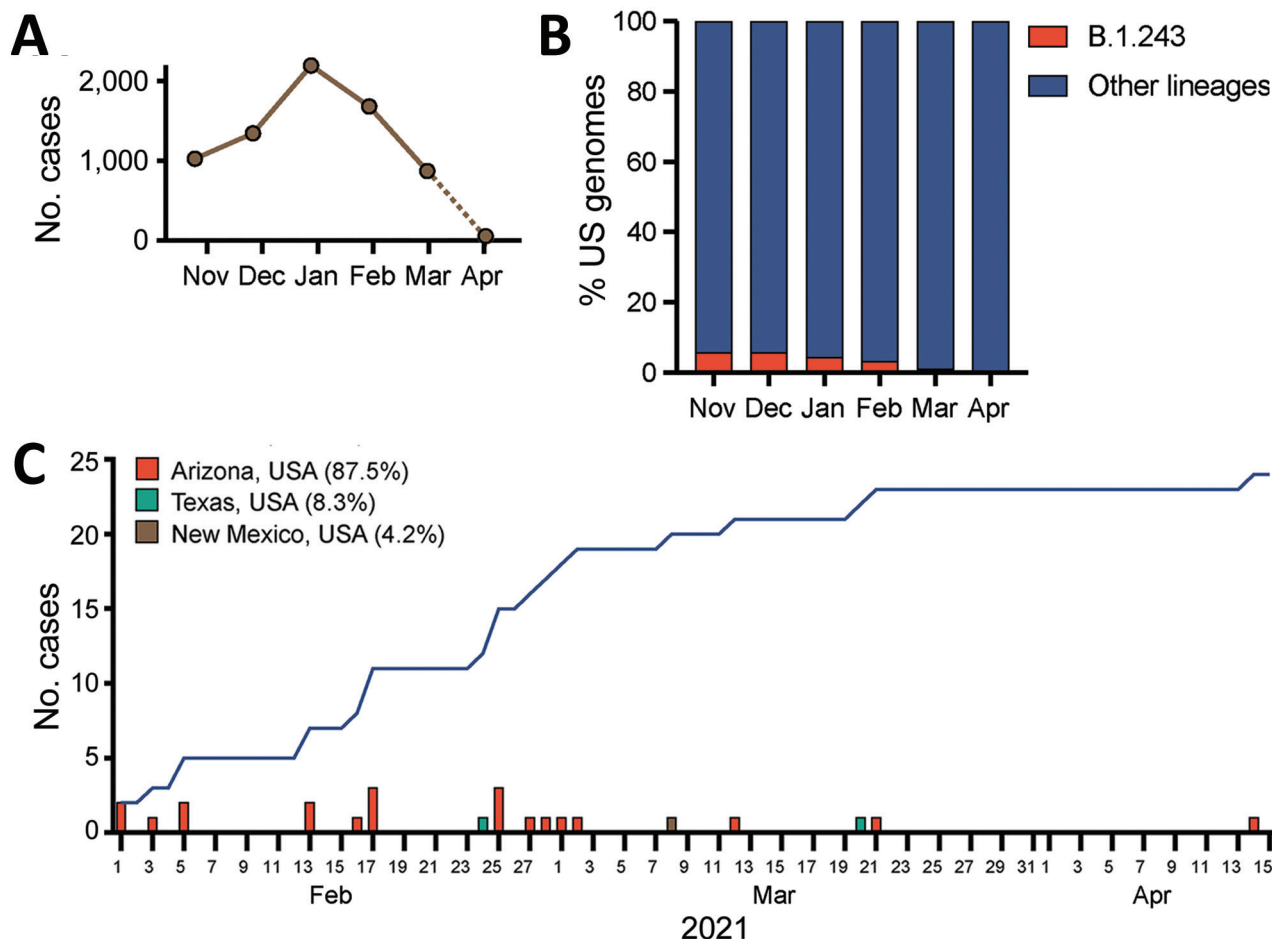 A
No. cases
2,000
1,000
0
Nov Dec Jan Feb Mar Apr
B
% US genomes
100
80
60
40
20
0
Nov Dec Jan Feb Mar Apr
B.1.243
Other lineages
C
No. cases
25
20
15
10
5
0
Arizona, USA (87.5%)
Texas, USA (8.3%)
New Mexico, USA (4.2%)
1 3 5 7 9 11 13 15 17 19 21 23 25 27 1 3 5 7 9 11 13 15 17 19 21 23 25 27 29 31 1 3 5 7 9 11 13 15
Feb Mar Apr
2021